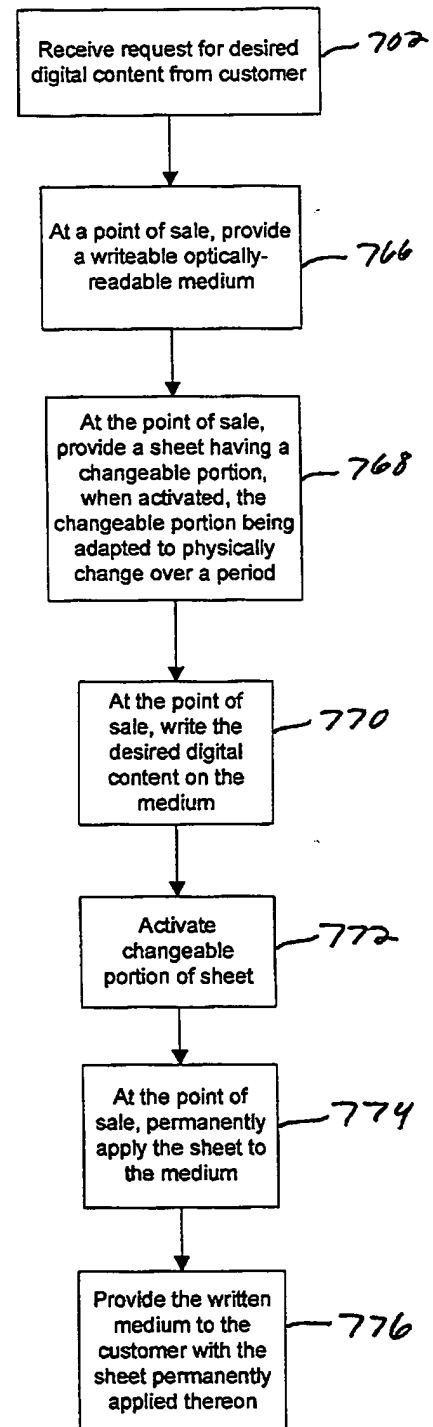 Receive request for desired
digital content from customer
702
At a point of sale, provide
a writeable optically-
readable medium
766
At the point of sale,
provide a sheet having a
changeable portion,
when activated, the
changeable portion being
adapted to physically
change over a period
768
At the point of
sale, write the
desired digital
content on the
medium
770
Activate
changeable
portion of sheet
772
At the point of
sale, permanently
apply the sheet to
the medium
774
Provide the written
medium to the
customer with the
sheet permanently
applied thereon
776